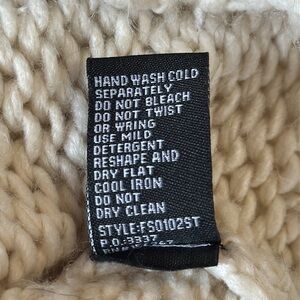 HAND WASH COLD
SEPARATELY
DO NOT BLEACH
DO NOT TWIST
OR WRING
USE MILD
DETERGENT
RESHAPE AND
DRY FLAT
COOL IRON
DO NOT
DRY CLEAN
STYLE:FS0102ST
P.O.:3337